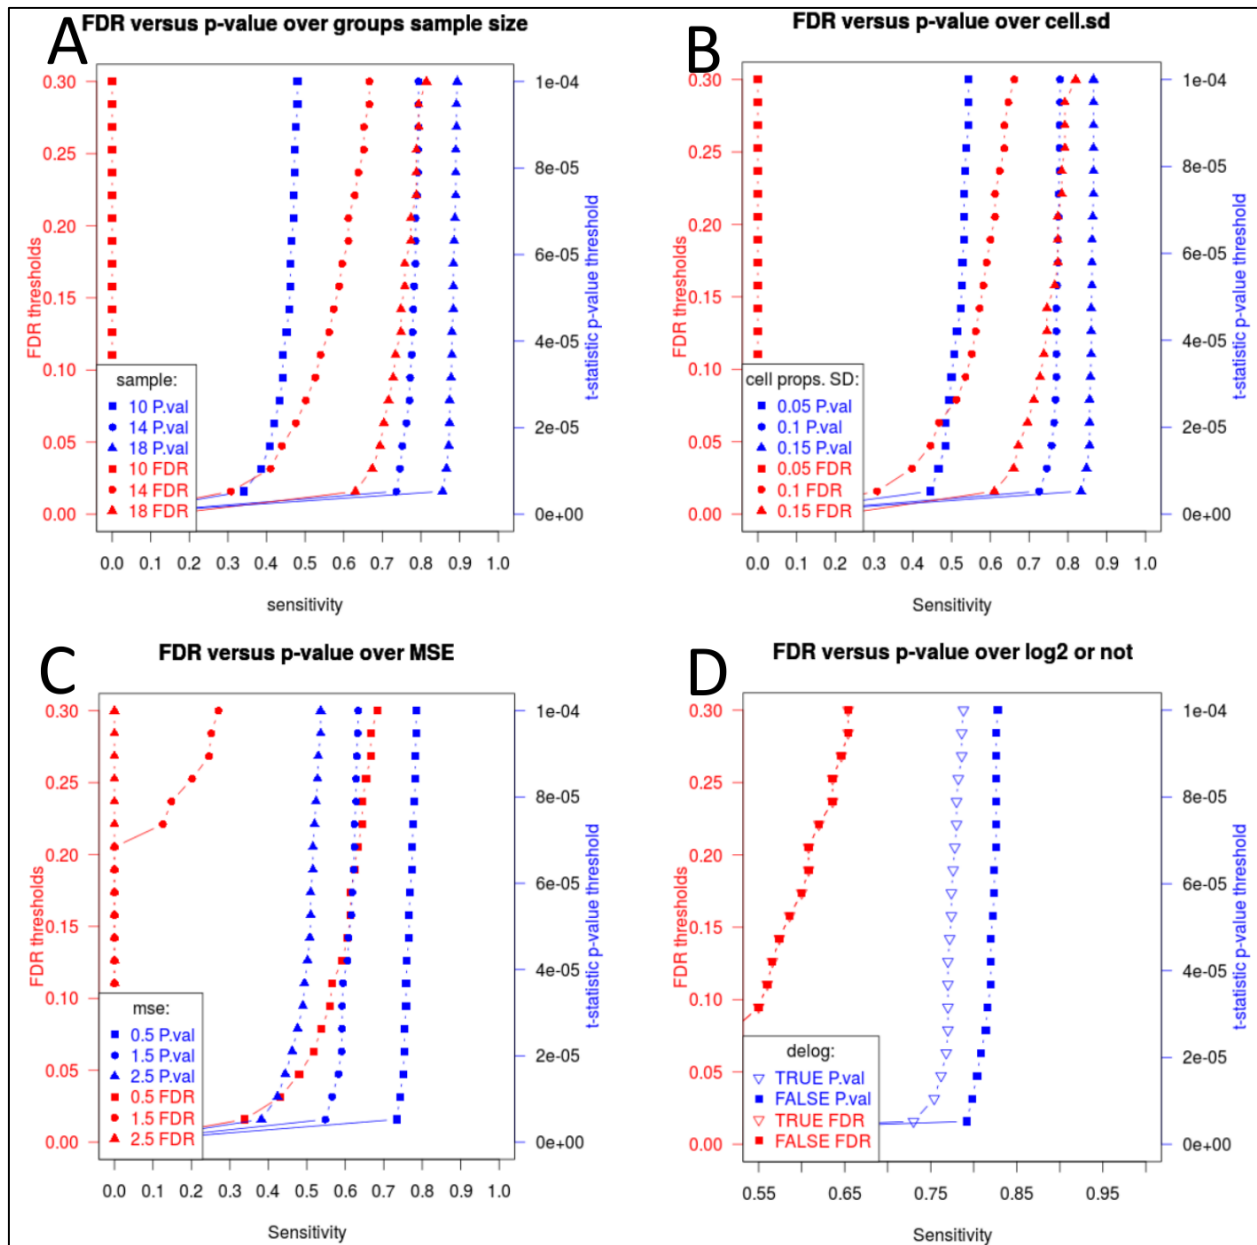 A
FDR versus p-value over groups sample size
FDR thresholds
0.30
0.25
0.20
0.15
0.10
0.05
0.00
1e-04
8e-05
6e-05
4e-05
2e-05
0e+00
t-statistic p-value threshold
sample:
10 P.val
14 P.val
18 P.val
10 FDR
14 FDR
18 FDR
0.0 0.1 0.2 0.3 0.4 0.5 0.6 0.7 0.8 0.9 1.0
sensitivity
B
FDR versus p-value over cell.sd
FDR thresholds
0.30
0.25
0.20
0.15
0.10
0.05
0.00
1e-04
8e-05
6e-05
4e-05
2e-05
0e+00
t-statistic p-value threshold
cell props. SD:
0.05 P.val
0.1 P.val
0.15 P.val
0.05 FDR
0.1 FDR
0.15 FDR
0.0 0.1 0.2 0.3 0.4 0.5 0.6 0.7 0.8 0.9 1.0
Sensitivity
C
FDR versus p-value over MSE
FDR thresholds
0.30
0.25
0.20
0.15
0.10
0.05
0.00
1e-04
8e-05
6e-05
4e-05
2e-05
0e+00
t-statistic p-value threshold
mse:
0.5 P.val
1.5 P.val
2.5 P.val
0.5 FDR
1.5 FDR
2.5 FDR
0.0 0.1 0.2 0.3 0.4 0.5 0.6 0.7 0.8 0.9 1.0
Sensitivity
D
FDR versus p-value over log2 or not
FDR thresholds
0.30
0.25
0.20
0.15
0.10
0.05
0.00
1e-04
8e-05
6e-05
4e-05
2e-05
0e+00
t-statistic p-value threshold
delog:
TRUE P.val
FALSE P.val
TRUE FDR
FALSE FDR
0.55 0.65 0.75 0.85 0.95
Sensitivity